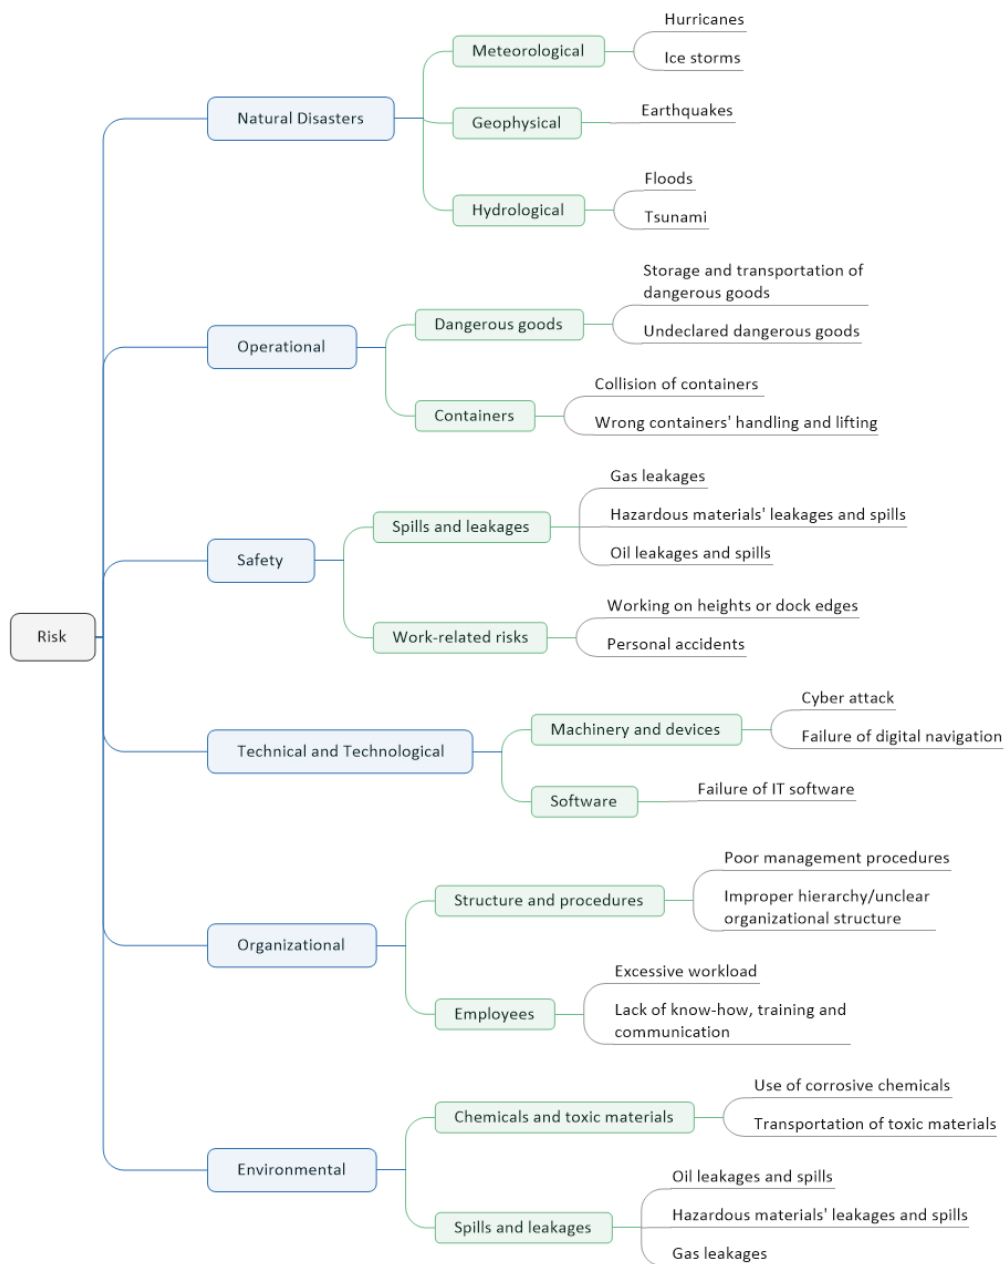 Risk
Natural Disasters
Meteorological
Hurricanes
Ice storms
Geophysical
Earthquakes
Hydrological
Floods
Tsunami
Operational
Dangerous goods
Storage and transportation of
dangerous goods
Undeclared dangerous goods
Containers
Collision of containers
Wrong containers' handling and lifting
Safety
Spills and leakages
Gas leakages
Hazardous materials' leakages and spills
Oil leakages and spills
Work-related risks
Working on heights or dock edges
Personal accidents
Technical and Technological
Machinery and devices
Cyber attack
Failure of digital navigation
Software
Failure of IT software
Organizational
Structure and procedures
Poor management procedures
Improper hierarchy/unclear
organizational structure
Employees
Excessive workload
Lack of know-how, training and
communication
Environmental
Chemicals and toxic materials
Use of corrosive chemicals
Transportation of toxic materials
Spills and leakages
Oil leakages and spills
Hazardous materials' leakages and spills
Gas leakages